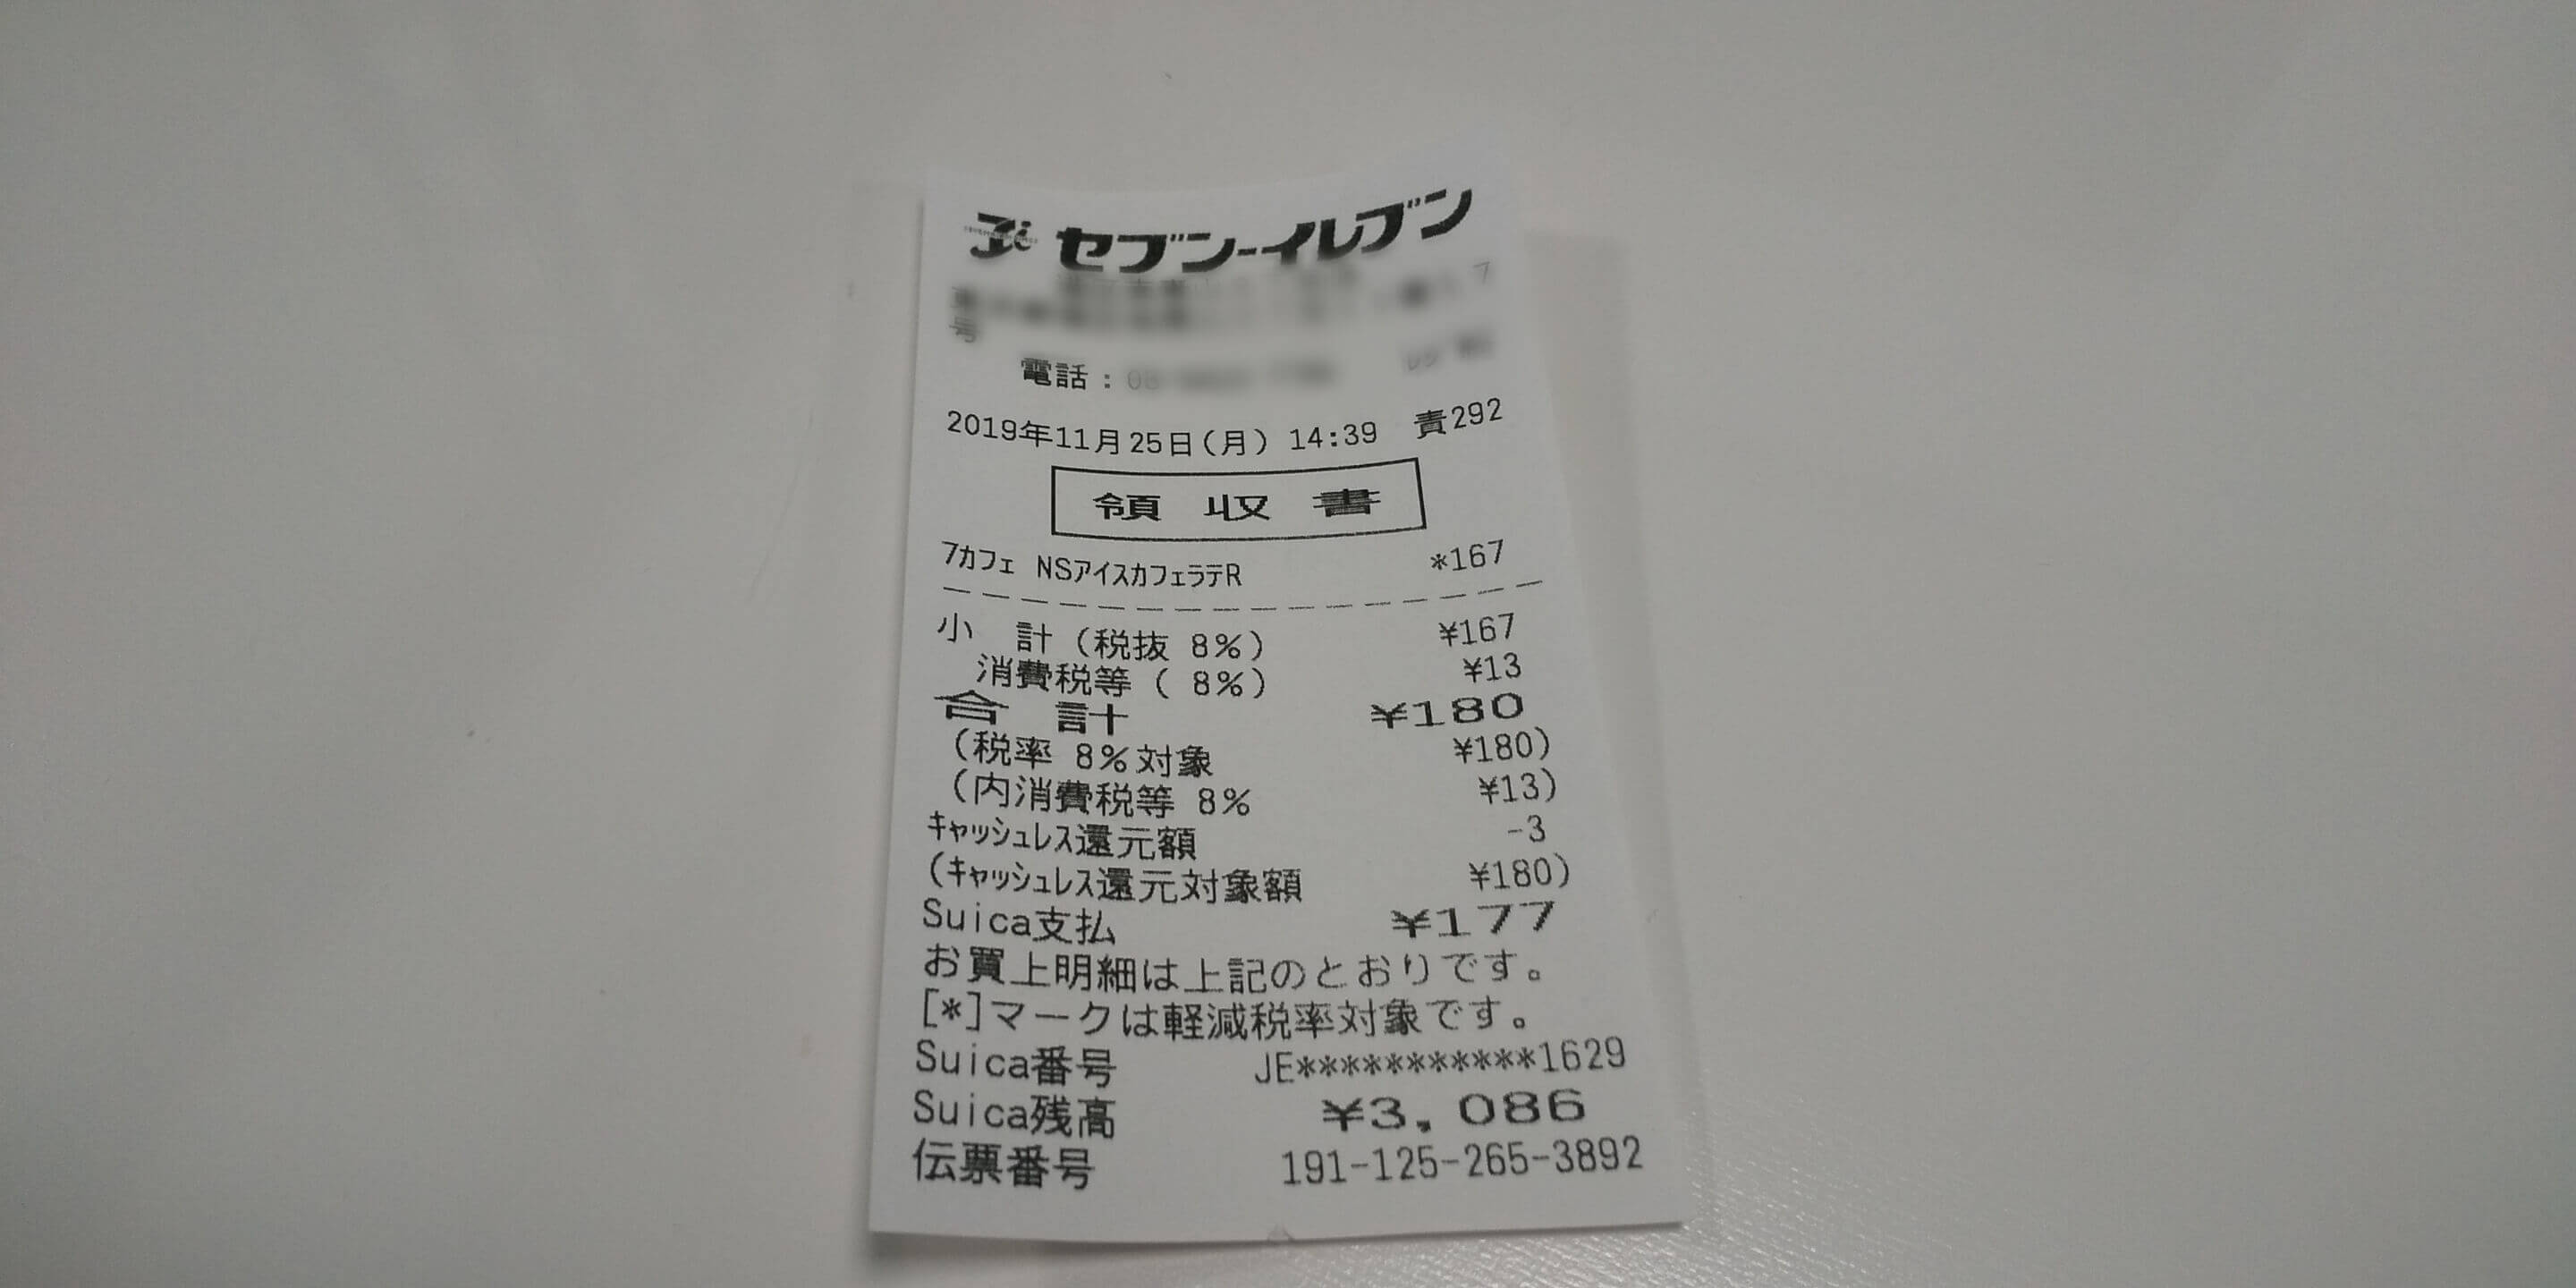 セブン-イレブン
号
電話:
2019年11月25日(月) 14:39 責292
領収書
7カフェ NSアイスカフェラテR *167
小 計(税抜 8%) ¥167
消費税等( 8%) ¥13
合 計 ¥180
(税率 8%対象 ¥180)
(内消費税等 8% ¥13)
キャッシュレス還元額 -3
(キャッシュレス還元対象額 ¥180)
Suica支払 ¥177
お買上明細は上記のとおりです。
[*]マークは軽減税率対象です。
Suica番号 JE***********1629
Suica残高 ¥3,086
伝票番号 191-125-265-3892